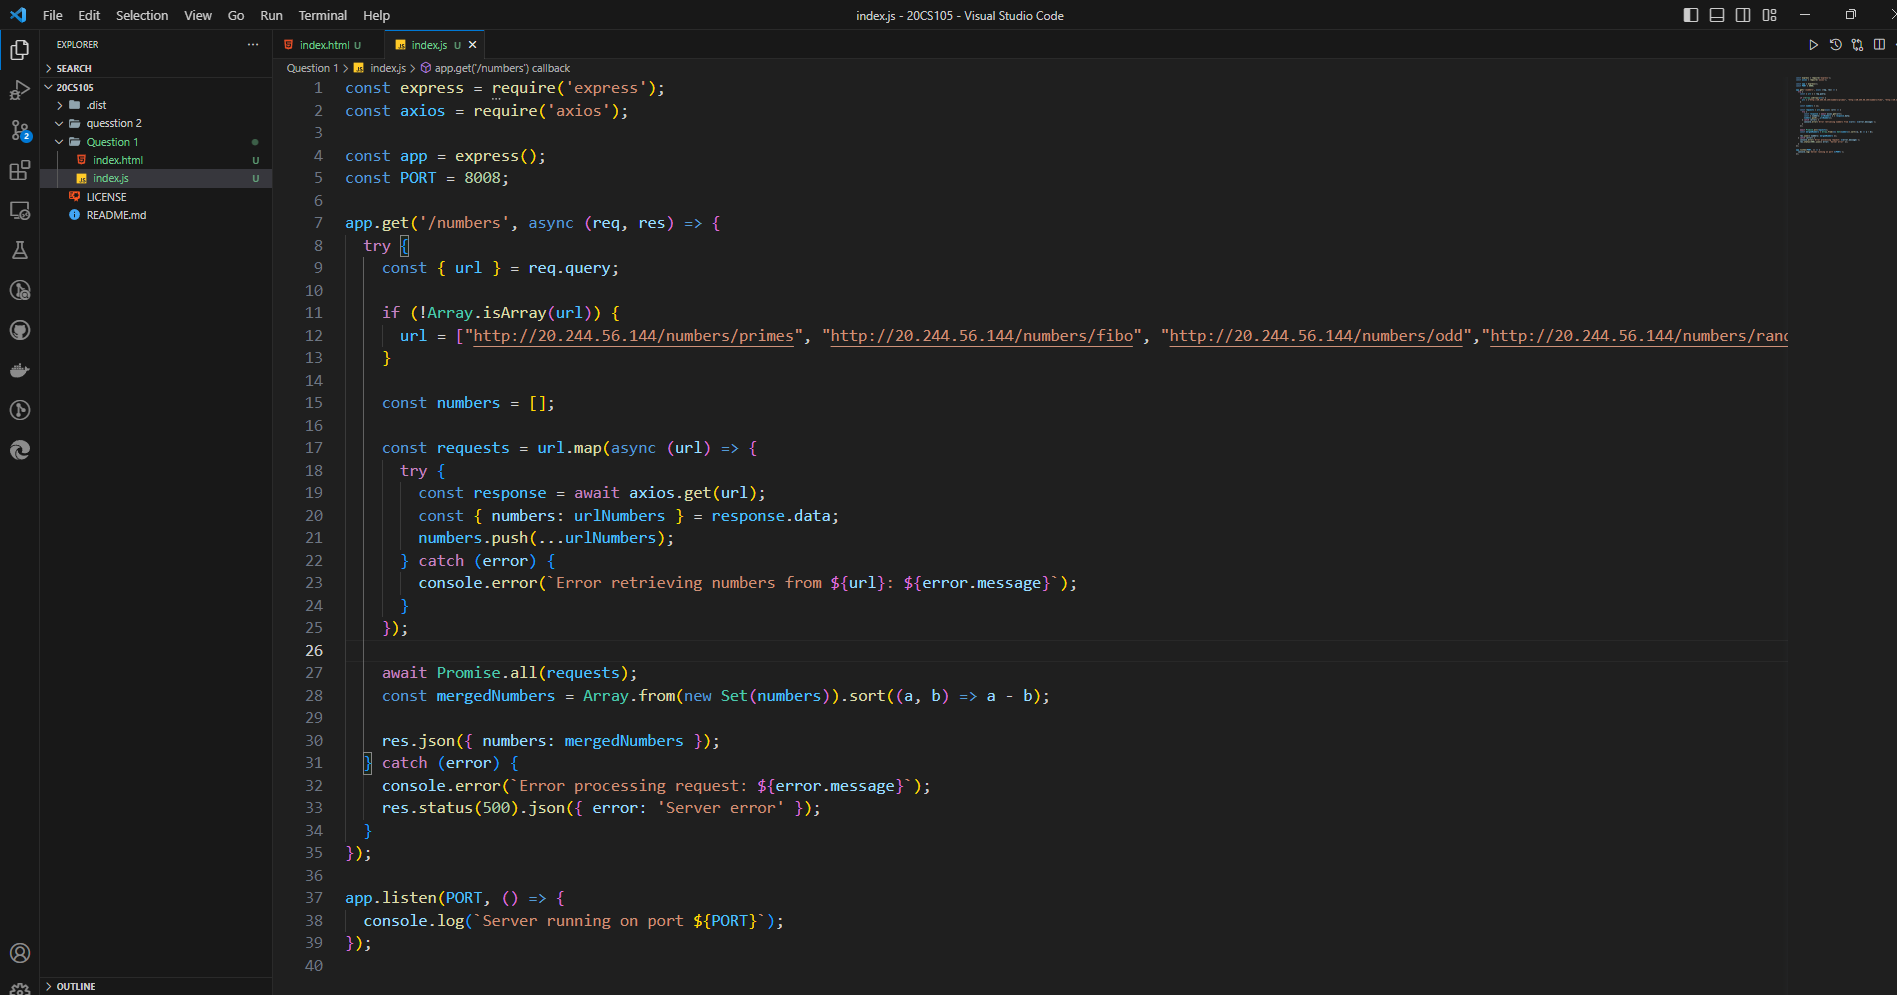 File Edit Selection View Go Run Terminal Help
index.js - 20CS105 - Visual Studio Code
EXPLORER
SEARCH
20CS105
.dist
quesstion 2
Question 1
index.html U
index.js U
LICENSE
README.md
OUTLINE
2
index.html U
index.js U
Question 1 > index.js > app.get('/numbers') callback
1 const express = require('express');
2 const axios = require('axios');
3
4 const app = express();
5 const PORT = 8008;
6
7 app.get('/numbers', async (req, res) => {
8 try {
9 const { url } = req.query;
10
11 if (!Array.isArray(url)) {
12 url = ["http://20.244.56.144/numbers/primes", "http://20.244.56.144/numbers/fibo", "http://20.244.56.144/numbers/odd","http://20.244.56.144/numbers/ranc
13 }
14
15 const numbers = [];
16
17 const requests = url.map(async (url) => {
18 try {
19 const response = await axios.get(url);
20 const { numbers: urlNumbers } = response.data;
21 numbers.push(...urlNumbers);
22 } catch (error) {
23 console.error(`Error retrieving numbers from ${url}: ${error.message}`);
24 }
25 });
26
27 await Promise.all(requests);
28 const mergedNumbers = Array.from(new Set(numbers)).sort((a, b) => a - b);
29
30 res.json({ numbers: mergedNumbers });
31 } catch (error) {
32 console.error(`Error processing request: ${error.message}`);
33 res.status(500).json({ error: 'Server error' });
34 }
35 });
36
37 app.listen(PORT, () => {
38 console.log(`Server running on port ${PORT}`);
39 });
40